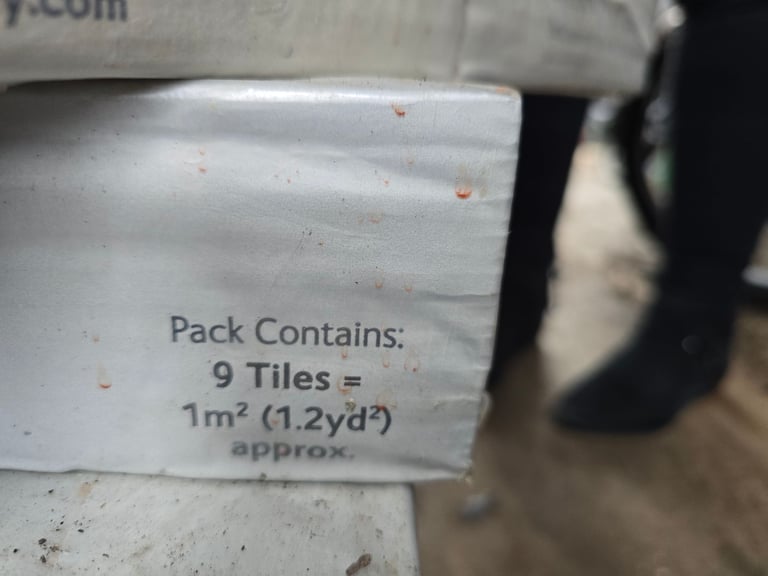 y.com
Pack Contains:
9 Tiles =
1m² (1.2yd²)
approx.